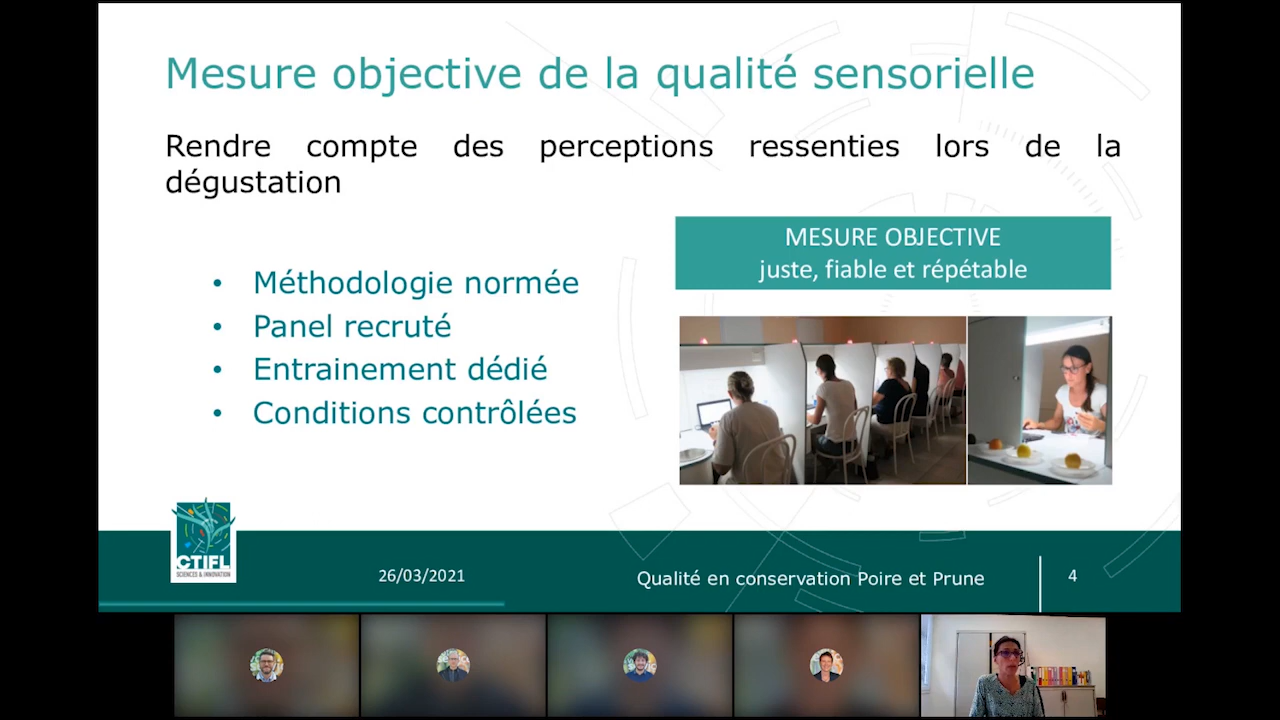 Mesure objective de la qualité sensorielle
Rendre compte des perceptions ressenties lors de la
dégustation
MESURE OBJECTIVE
juste, fiable et répétable
• Méthodologie normée
• Panel recruté
• Entrainement dédié
• Conditions contrôlées
CTIFL
SCIENCES & INNOVATION
26/03/2021
Qualité en conservation Poire et Prune
4